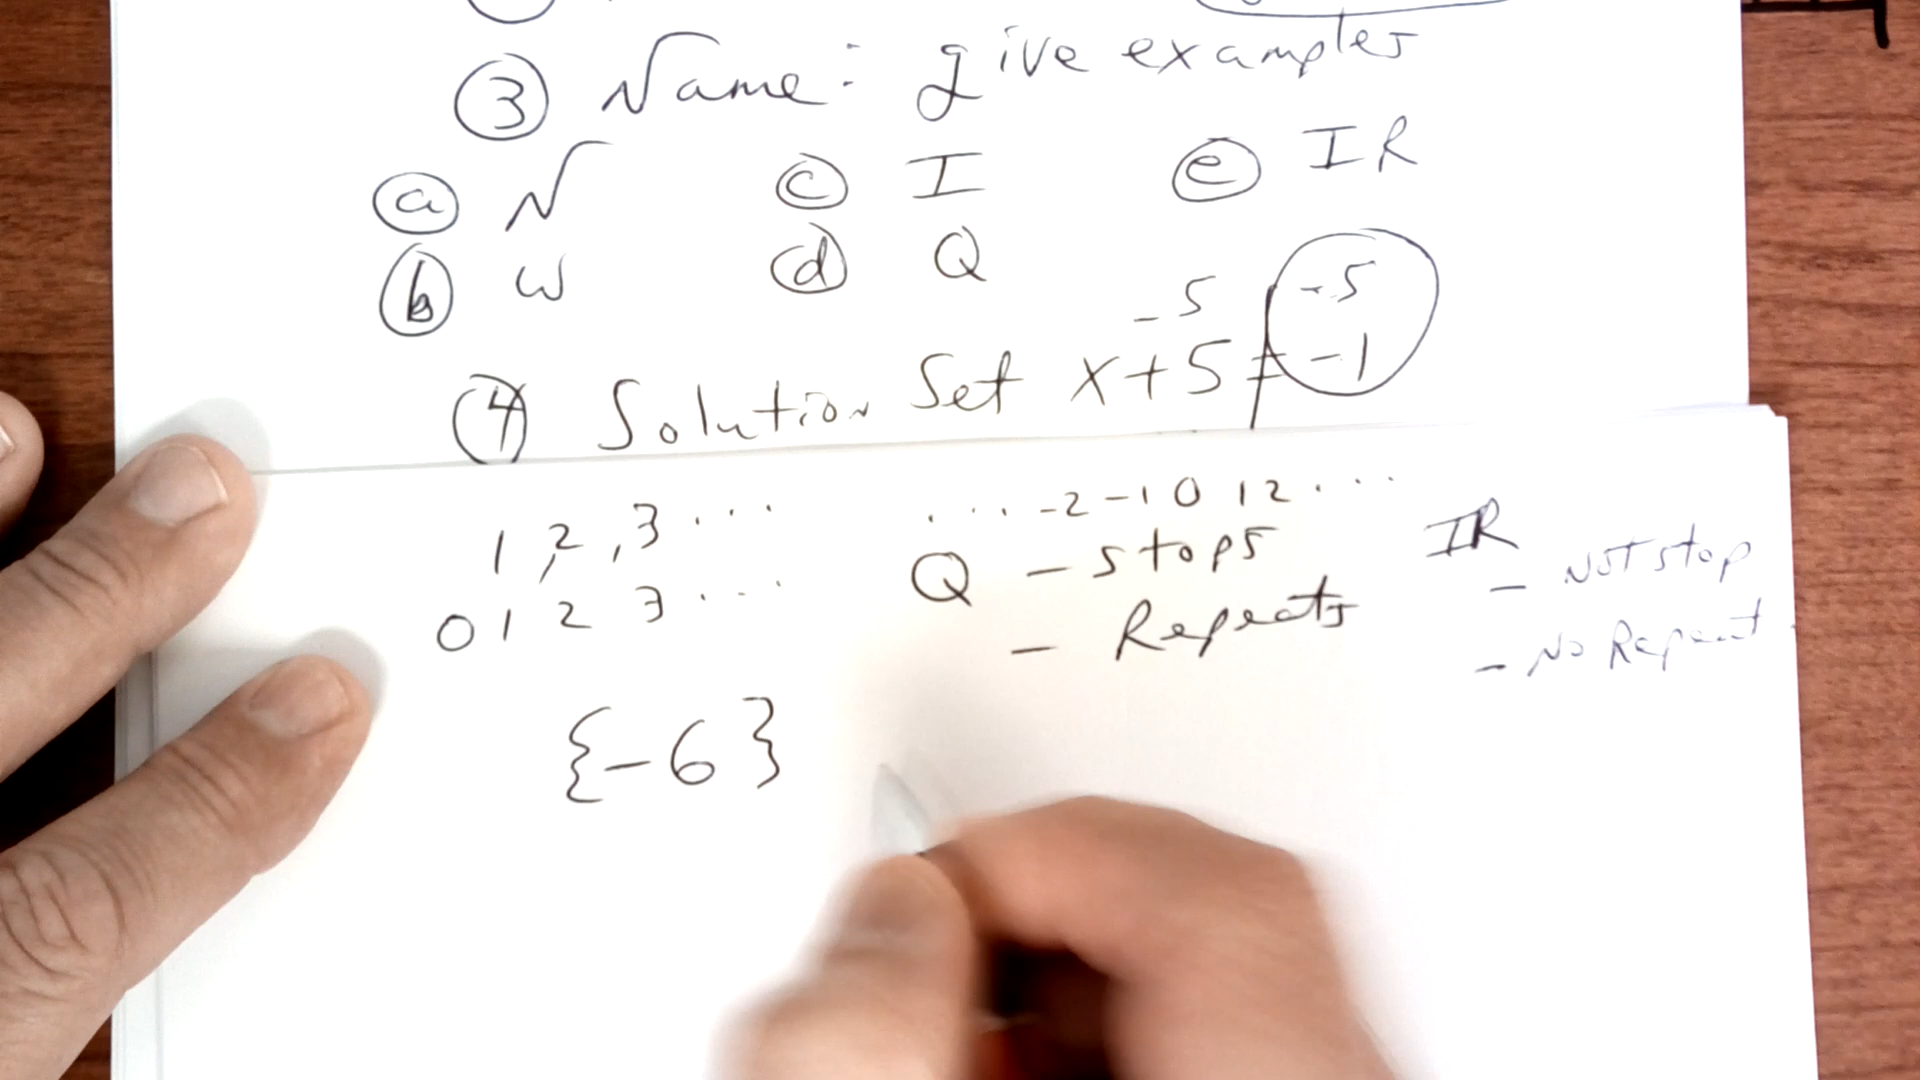 ③ Name: give examples
ⓐ N ⓒ I ⓔ IR
ⓑ W ⓓ Q
-5 -5
④ Solution Set x+5 = -1
1, 2, 3 ...
0 1 2 3 ...
... -2 -1 0 1 2 ...
Q - stops
- Repeats
IR
- Not stop
- No Repeat
{-6}